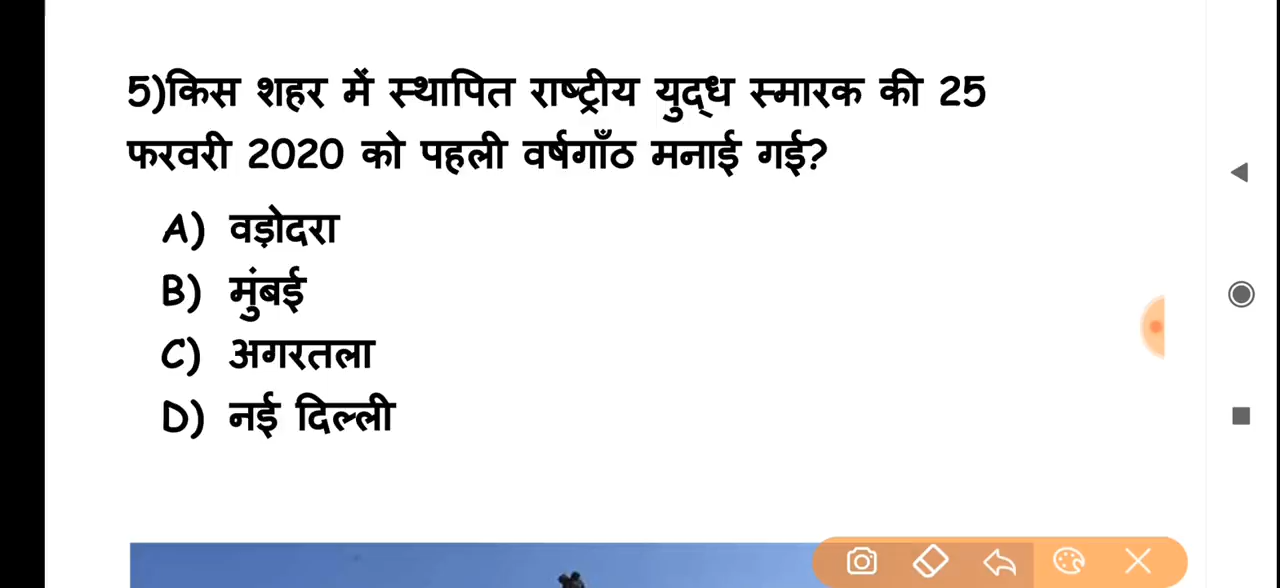 5)किस शहर में स्थापित राष्ट्रीय युद्ध स्मारक की 25
फरवरी 2020 को पहली वर्षगाँठ मनाई गई?
A) वड़ोदरा
B) मुंबई
C) अगरतला
D) नई दिल्ली